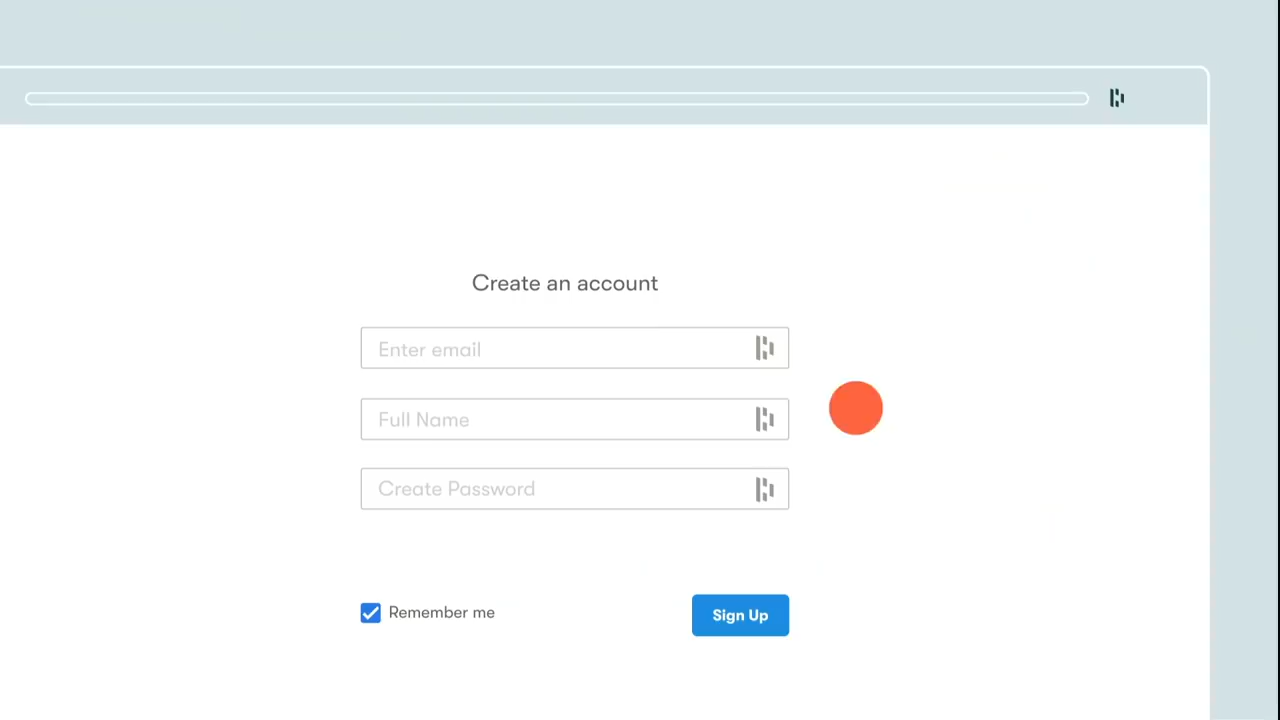 Create an account
Enter email
Full Name
Create Password
Remember me
Sign Up